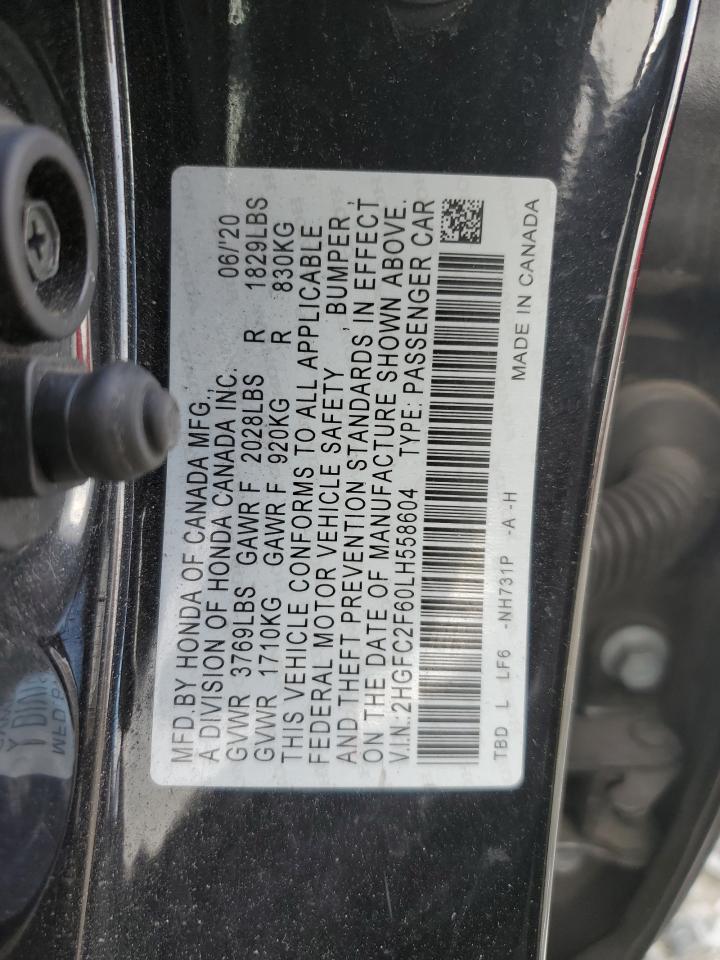 MFD.BY HONDA OF CANADA MFG., 06/'20
A DIVISION OF HONDA CANADA INC.
GVWR 3769LBS GAWR F 2028LBS R 1829LBS
GVWR 1710KG GAWR F 920KG R 830KG
THIS VEHICLE CONFORMS TO ALL APPLICABLE
FEDERAL MOTOR VEHICLE SAFETY, BUMPER,
AND THEFT PREVENTION STANDARDS IN EFFECT
ON THE DATE OF MANUFACTURE SHOWN ABOVE.
V.I.N.:2HGFC2F60LH558604 TYPE: PASSENGER CAR
TBD L LF6 -NH731P -A -H MADE IN CANADA